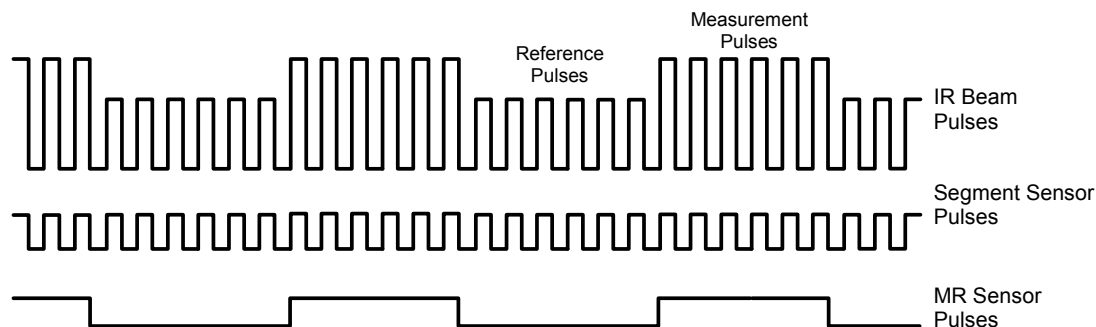 Measurement
Pulses
Reference
Pulses
IR Beam
Pulses
Segment Sensor
Pulses
MR Sensor
Pulses